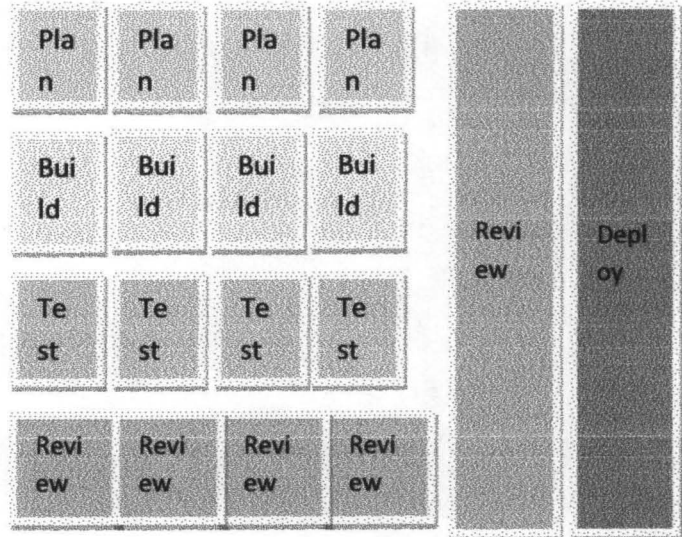 Pla Pla Pla Pla
n n n n
Bui Bui Bui Bui
ld ld ld ld
Te Te Te Te
st st st st
Revi Revi Revi Revi
ew ew ew ew
Revi
ew
Depl
oy